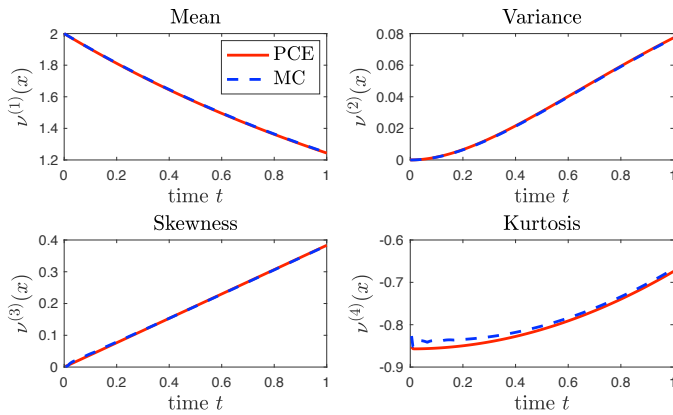 Mean
2
1.8
1.6
1.4
1.2
ν(1)(x)
PCE
MC
0 0.2 0.4 0.6 0.8 1
time t
Variance
0.08
0.06
0.04
0.02
0
ν(2)(x)
0 0.2 0.4 0.6 0.8 1
time t
Skewness
0.4
0.3
0.2
0.1
0
ν(3)(x)
0 0.2 0.4 0.6 0.8 1
time t
Kurtosis
-0.6
-0.7
-0.8
-0.9
ν(4)(x)
0 0.2 0.4 0.6 0.8 1
time t